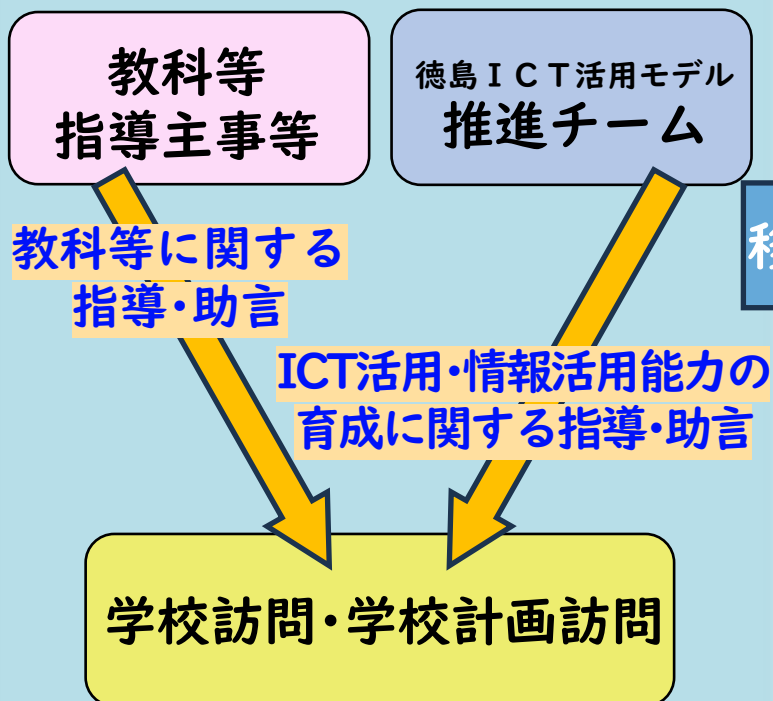 教科等
指導主事等
徳島ＩＣＴ活用モデル
推進チーム
教科等に関する
指導・助言
ICT活用・情報活用能力の
育成に関する指導・助言
学校訪問・学校計画訪問